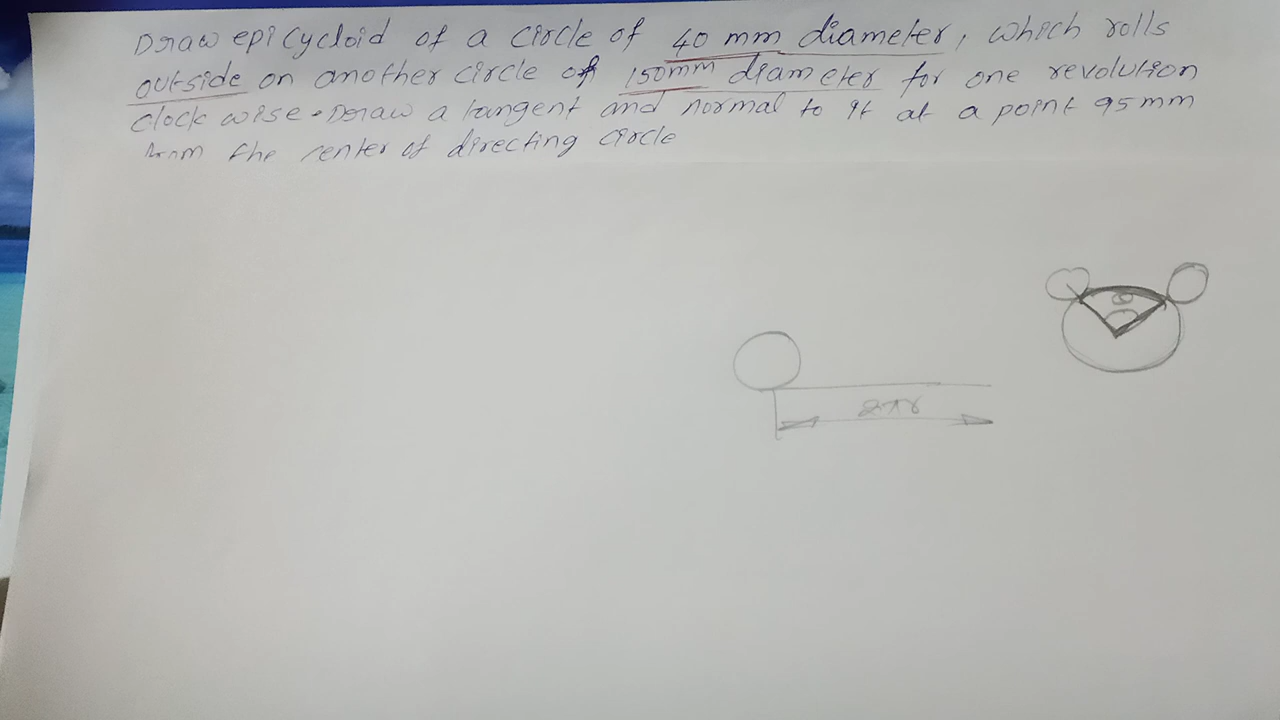 Draw epicycloid of a circle of 40 mm diameter, which rolls
outside on another circle of 150mm diameter for one revolution
clock wise. Draw a tangent and normal to it at a point 95mm
from the center of directing circle
2πr